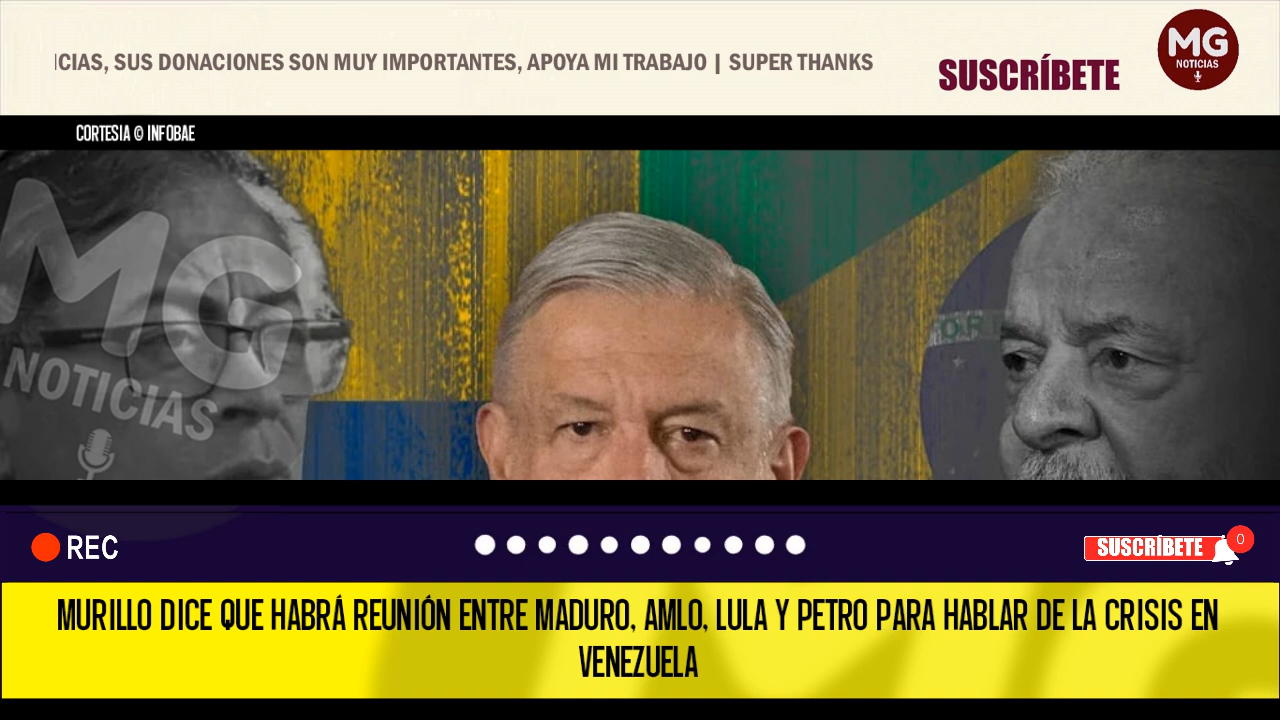 ICIAS, SUS DONACIONES SON MUY IMPORTANTES, APOYA MI TRABAJO | SUPER THANKS
SUSCRÍBETE
MG
NOTICIAS
CORTESIA © INFOBAE
MG
NOTICIAS
REC
SUSCRÍBETE
0
MURILLO DICE QUE HABRÁ REUNIÓN ENTRE MADURO, AMLO, LULA Y PETRO PARA HABLAR DE LA CRISIS EN
VENEZUELA